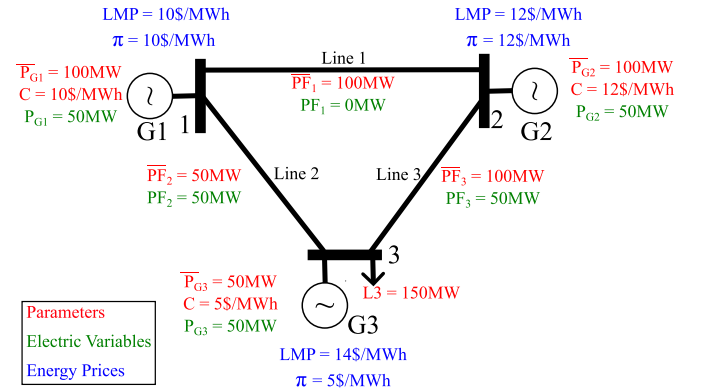 LMP = 10$/MWh
π = 10$/MWh
LMP = 12$/MWh
π = 12$/MWh
Line 1
P̅G1 = 100MW
C = 10$/MWh
PG1 = 50MW
G1
1
P̅F̅1 = 100MW
PF1 = 0MW
2
G2
P̅G2 = 100MW
C = 12$/MWh
PG2 = 50MW
P̅F̅2 = 50MW
PF2 = 50MW
Line 2
Line 3
P̅F̅3 = 100MW
PF3 = 50MW
3
P̅G3 = 50MW
C = 5$/MWh
PG3 = 50MW
G3
L3 = 150MW
LMP = 14$/MWh
π = 5$/MWh
Parameters
Electric Variables
Energy Prices